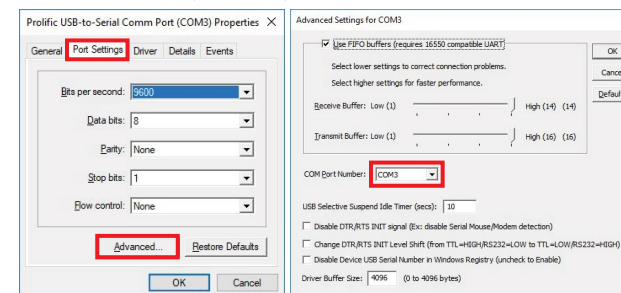 Prolific USB-to-Serial Comm Port (COM3) Properties
General Port Settings Driver Details Events
Bits per second: 9600
Data bits: 8
Parity: None
Stop bits: 1
Flow control: None
Advanced... Restore Defaults
OK Cancel
Advanced Settings for COM3
Use FIFO buffers (requires 16550 compatible UART)
OK
Select lower settings to correct connection problems.
Cance
Select higher settings for faster performance.
Defaul
Receive Buffer: Low (1) High (14) (14)
Transmit Buffer: Low (1) High (16) (16)
COM Port Number: COM3
USB Selective Suspend Idle Timer (secs): 10
Disable DTR/RTS INIT signal (Ex: disable Serial Mouse/Modem detection)
Change DTR/RTS INIT Level Shift (from TTL=HIGH/RS232=LOW to TTL=LOW/RS232=HIGH)
Disable Device USB Serial Number in Windows Registry (uncheck to Enable)
Driver Buffer Size: 4096 (0 to 4096 bytes)